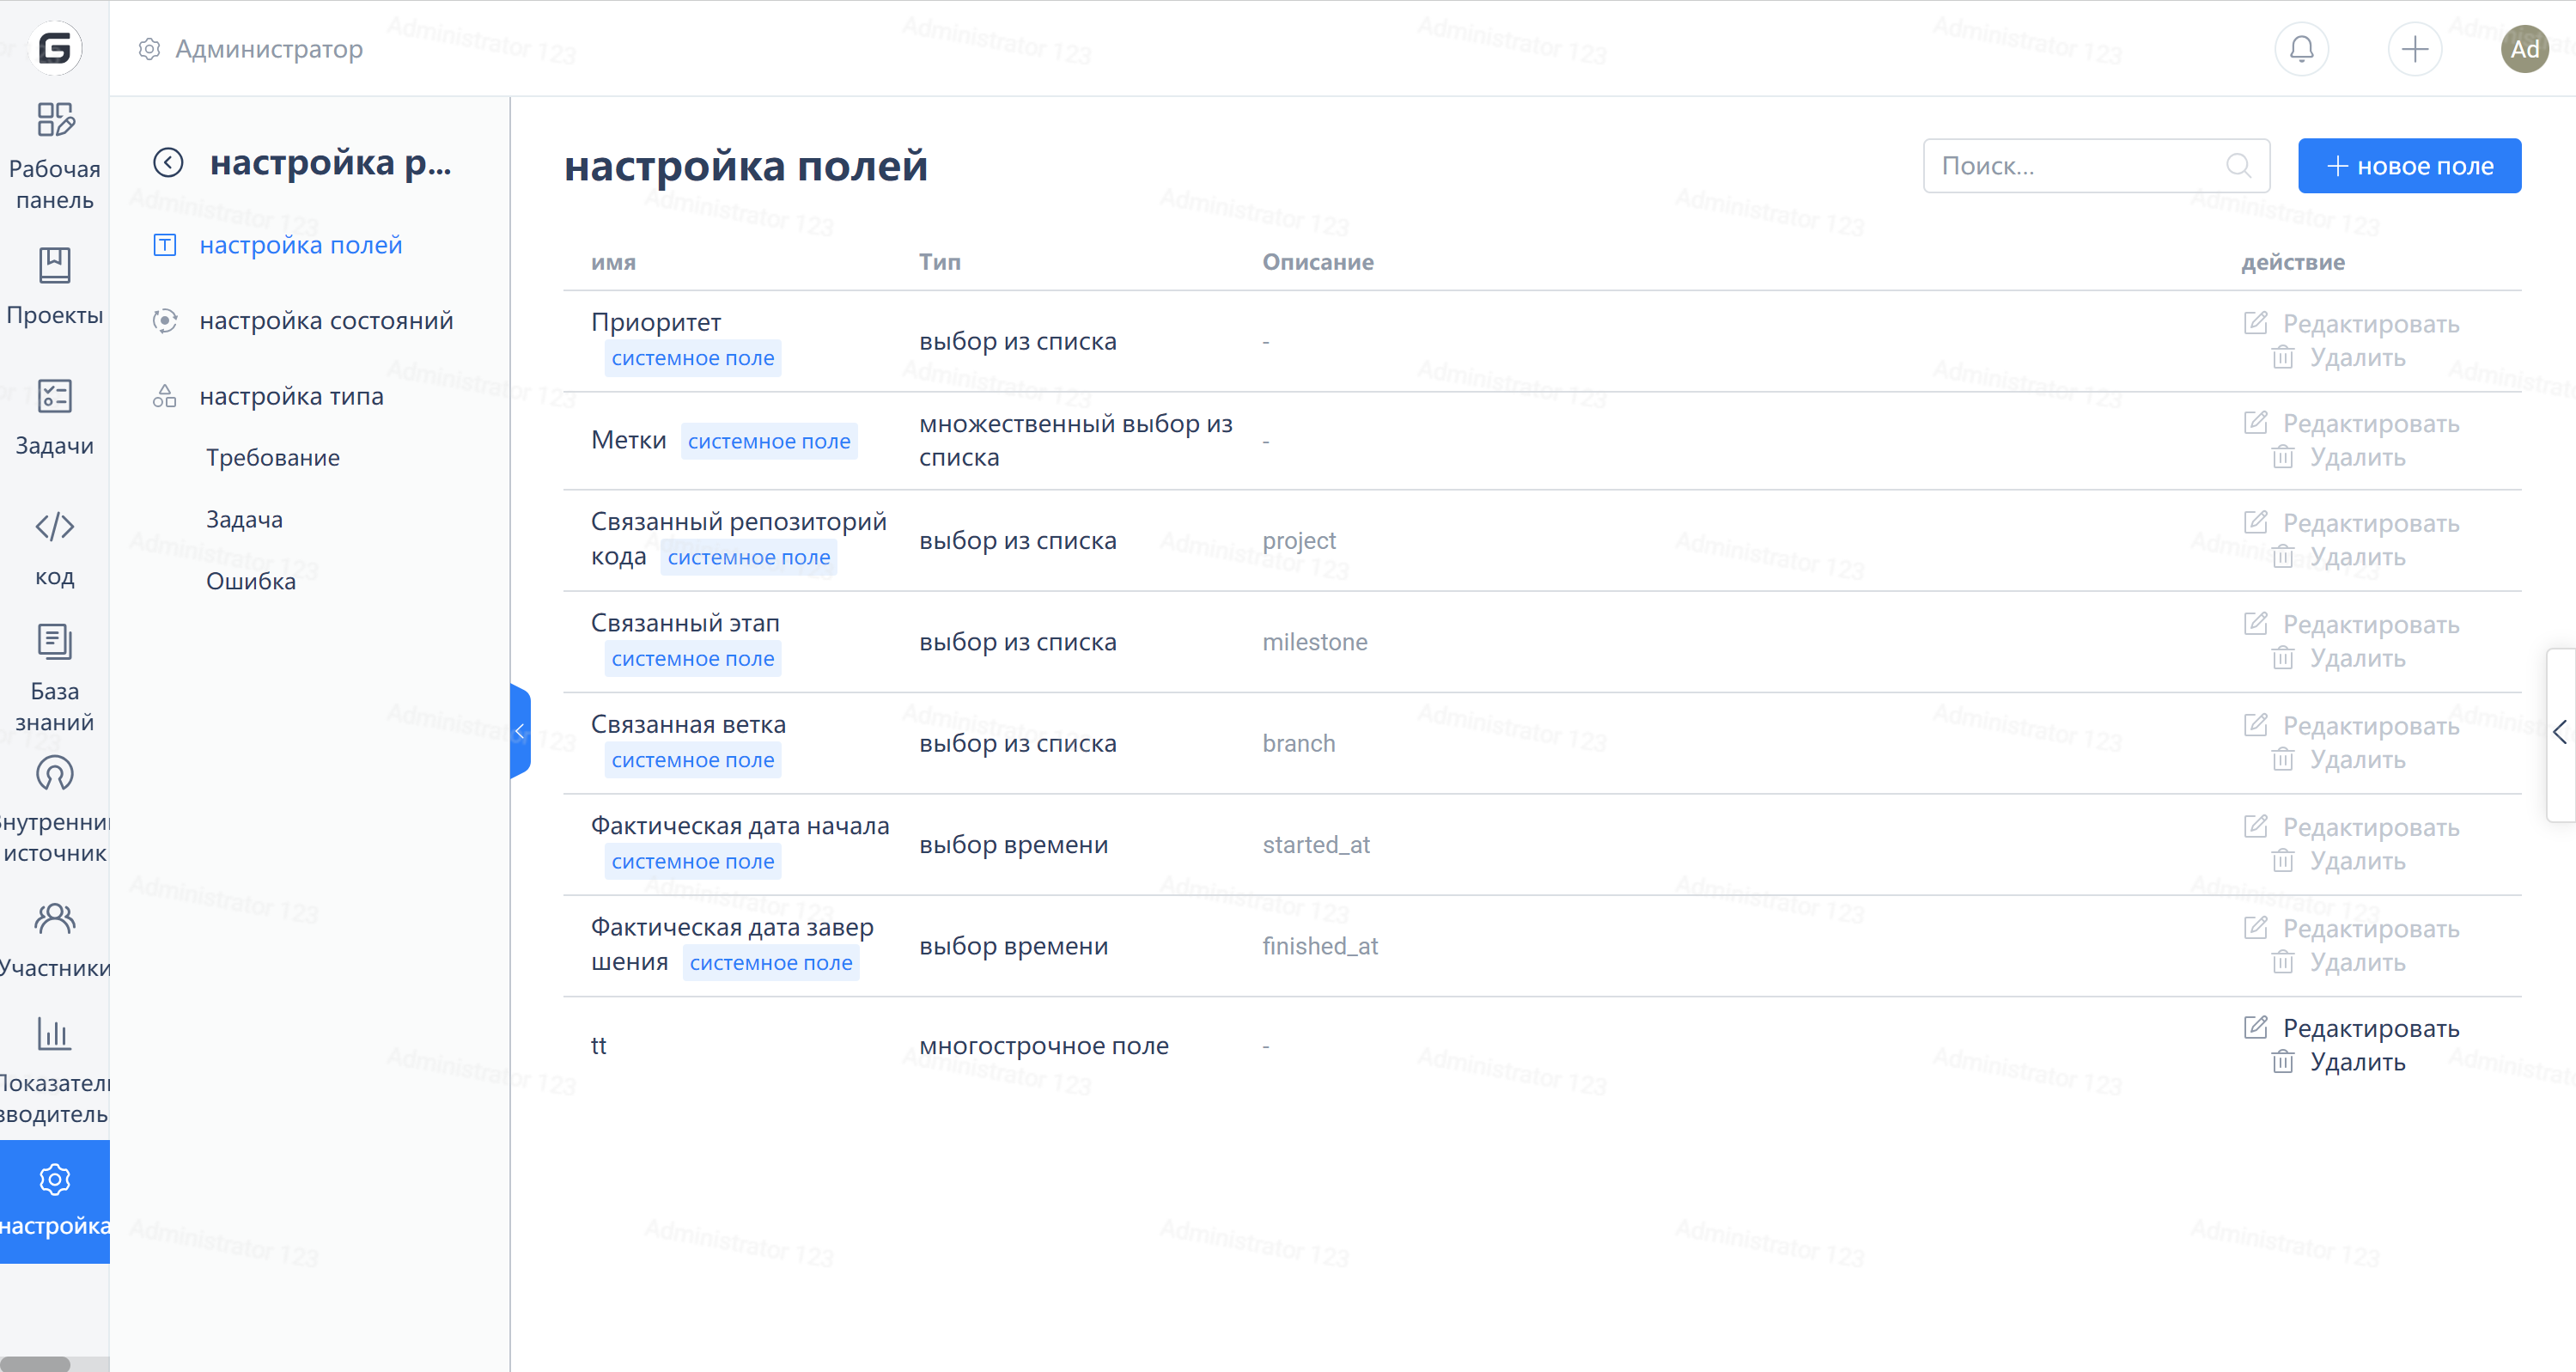 Администратор
Ad
Рабочая
панель
Проекты
Задачи
код
База
знаний
источник
Участники
настройка
настройка р...
настройка полей
настройка состояний
настройка типа
Требование
Задача
Ошибка
настройка полей
Поиск...
новое поле
имя Тип Описание действие
Приоритет
системное поле
выбор из списка
-
Редактировать
Удалить
Метки системное поле
множественный выбор из
списка
-
Редактировать
Удалить
Связанный репозиторий
кода системное поле
выбор из списка
project
Редактировать
Удалить
Связанный этап
системное поле
выбор из списка
milestone
Редактировать
Удалить
Связанная ветка
системное поле
выбор из списка
branch
Редактировать
Удалить
Фактическая дата начала
системное поле
выбор времени
started_at
Редактировать
Удалить
Фактическая дата завер
шения системное поле
выбор времени
finished_at
Редактировать
Удалить
tt
многострочное поле
-
Редактировать
Удалить
Administrator 123